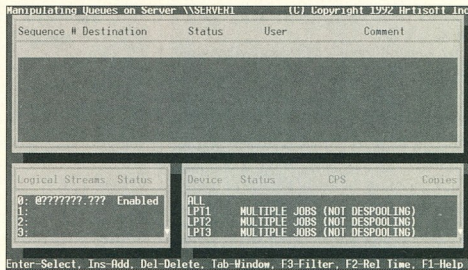 Manipulating Queues on Server \\SERVER1 (C) Copyright 1992 Artisoft Inc
Sequence # Destination Status User Comment
Logical Streams Status
0: @???????.??? Enabled
1:
2:
3:
Device Status CPS Copies
ALL
LPT1 MULTIPLE JOBS (NOT DESPOOLING)
LPT2 MULTIPLE JOBS (NOT DESPOOLING)
LPT3 MULTIPLE JOBS (NOT DESPOOLING)
Enter-Select, Ins-Add, Del-Delete, Tab-Window, F3-Filter, F2-Rel Time, F1-Help